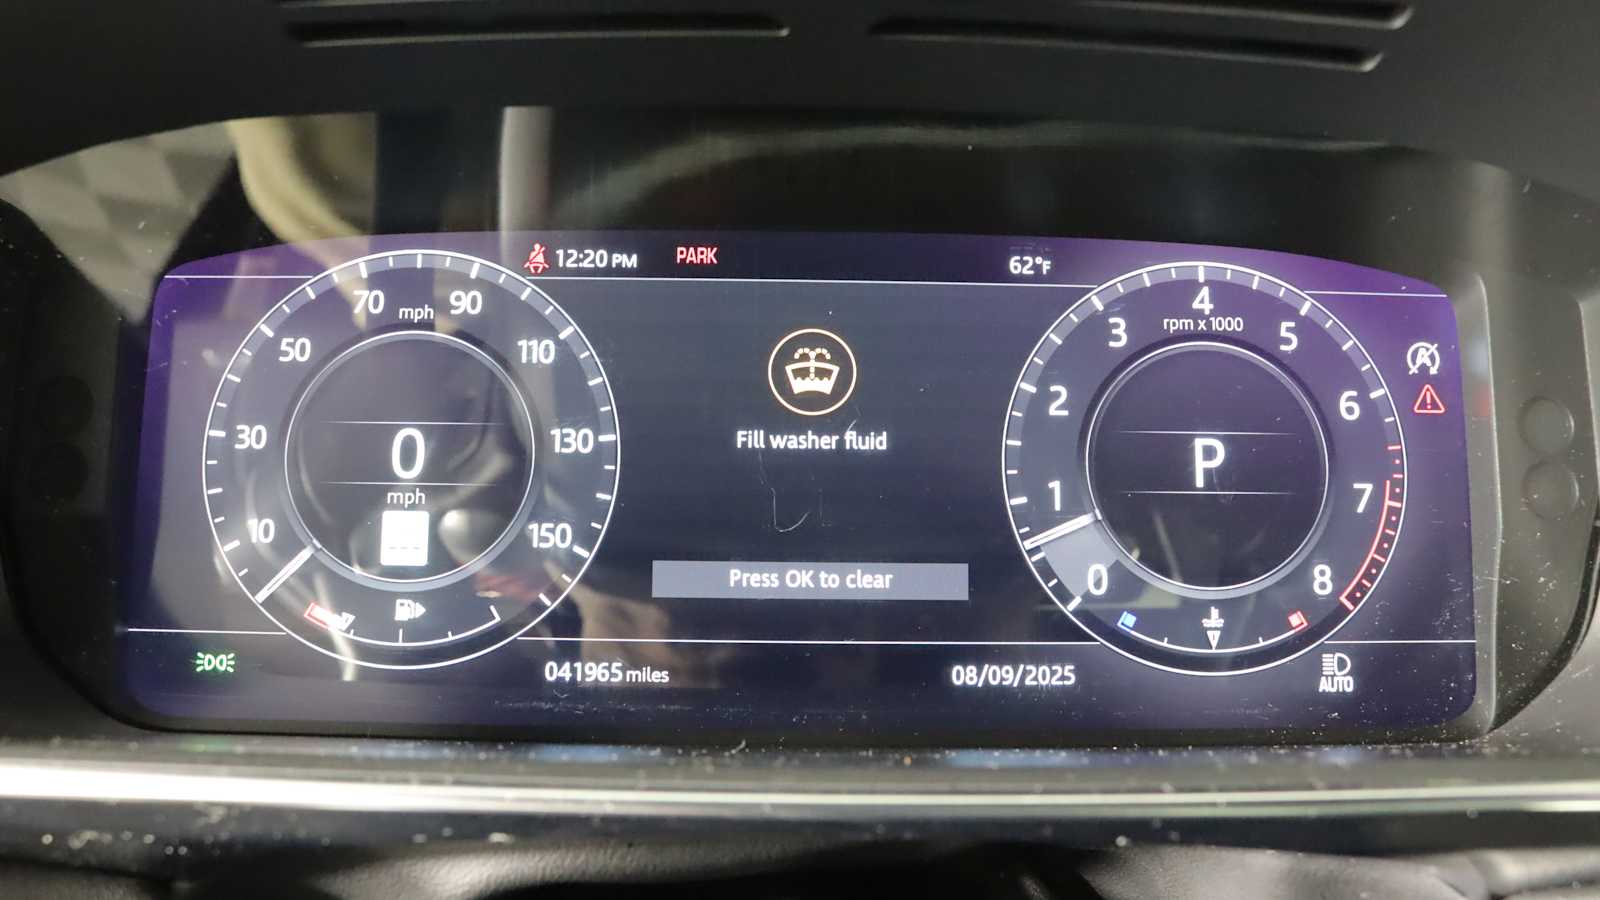 12:20 PM PARK 62°F
70 mph 90
50 110
30 130
10 150
0
mph
Fill washer fluid
Press OK to clear
4
rpm x 1000
3 5
2 6
1 7
0 8
P
A
041965 miles 08/09/2025
AUTO